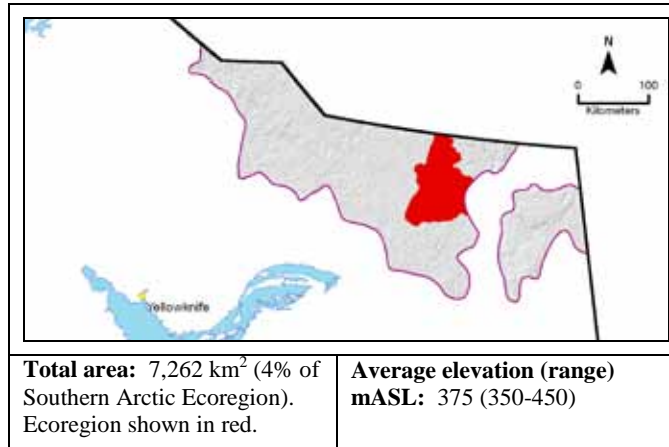 N
0 100
Kilometers
Yellowknife
Total area: 7,262 km² (4% of
Southern Arctic Ecoregion).
Ecoregion shown in red.
Average elevation (range)
mASL: 375 (350-450)